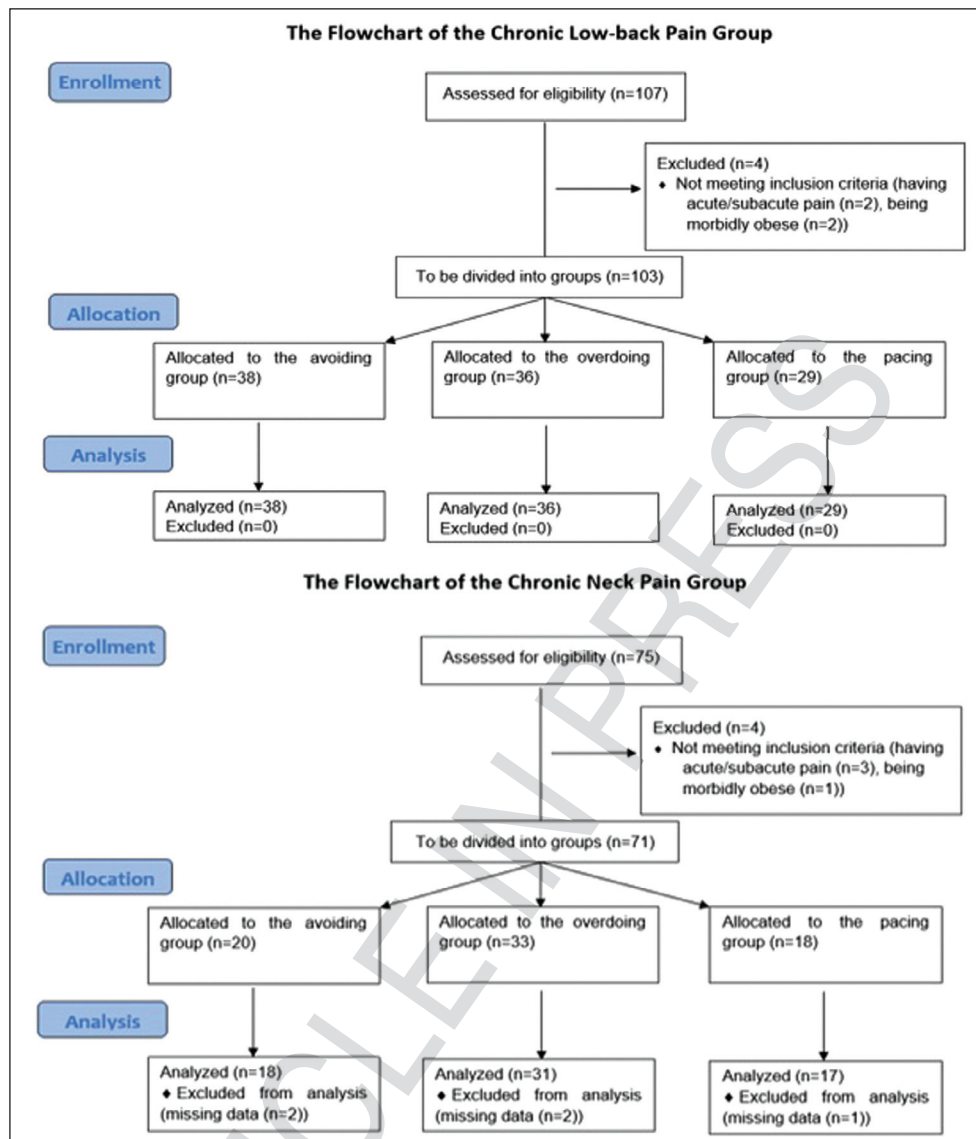 The Flowchart of the Chronic Low-back Pain Group
Enrollment
Assessed for eligibility (n=107)
Excluded (n=4)
♦ Not meeting inclusion criteria (having
acute/subacute pain (n=2), being
morbidly obese (n=2))
To be divided into groups (n=103)
Allocation
Allocated to the avoiding
group (n=38)
Allocated to the overdoing
group (n=36)
Allocated to the pacing
group (n=29)
Analysis
Analyzed (n=38)
Excluded (n=0)
Analyzed (n=36)
Excluded (n=0)
Analyzed (n=29)
Excluded (n=0)
The Flowchart of the Chronic Neck Pain Group
Enrollment
Assessed for eligibility (n=75)
Excluded (n=4)
♦ Not meeting inclusion criteria (having
acute/subacute pain (n=3), being
morbidly obese (n=1))
To be divided into groups (n=71)
Allocation
Allocated to the avoiding
group (n=20)
Allocated to the overdoing
group (n=33)
Allocated to the pacing
group (n=18)
Analysis
Analyzed (n=18)
♦ Excluded from analysis
(missing data (n=2))
Analyzed (n=31)
♦ Excluded from analysis
(missing data (n=2))
Analyzed (n=17)
♦ Excluded from analysis
(missing data (n=1))
CLE IN PRESS